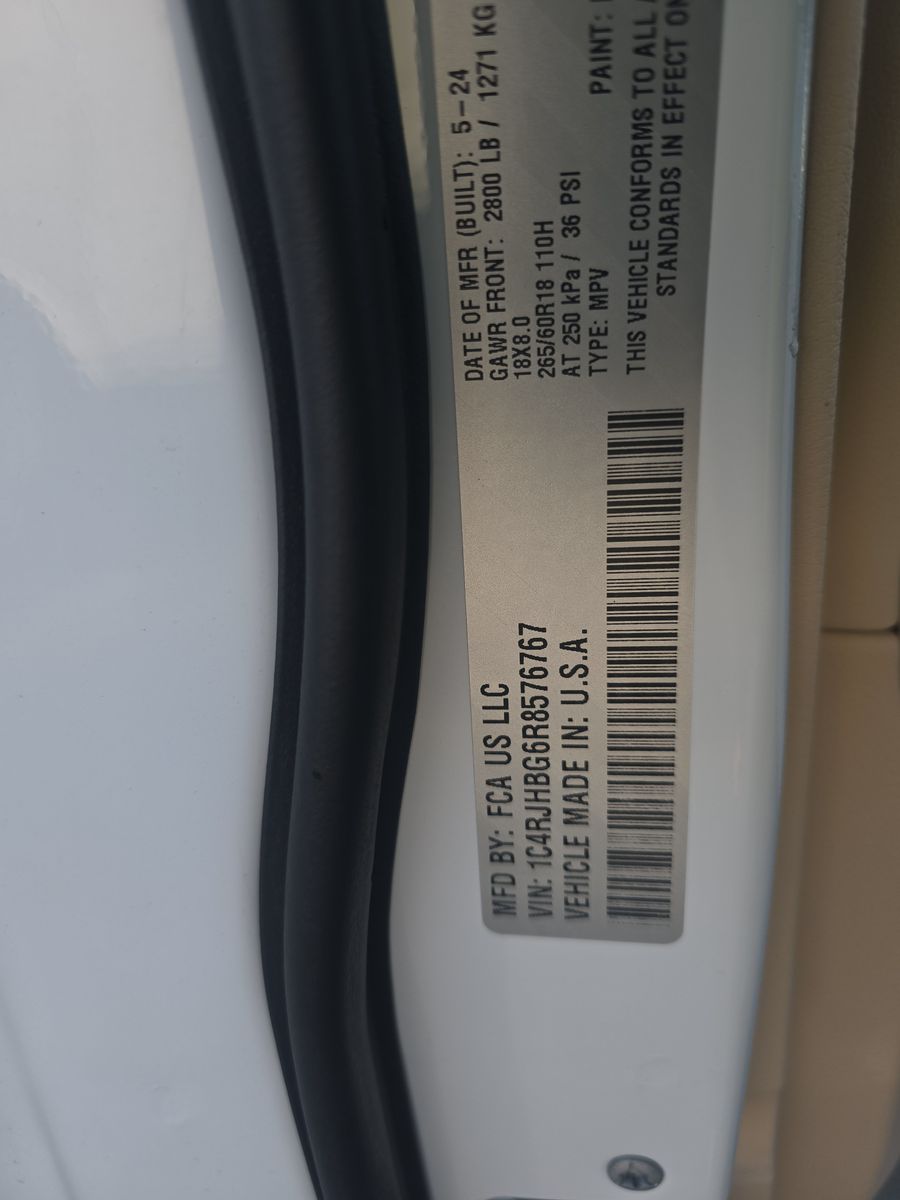 MFD BY: FCA US LLC
VIN: 1C4RJHBG6R8576767
VEHICLE MADE IN: U.S.A.
DATE OF MFR (BUILT): 5-24
GAWR FRONT: 2800 LB / 1271 KG
18X8.0
265/60R18 110H
AT 250 kPa / 36 PSI
TYPE: MPV PAINT:
THIS VEHICLE CONFORMS TO ALL
STANDARDS IN EFFECT ON